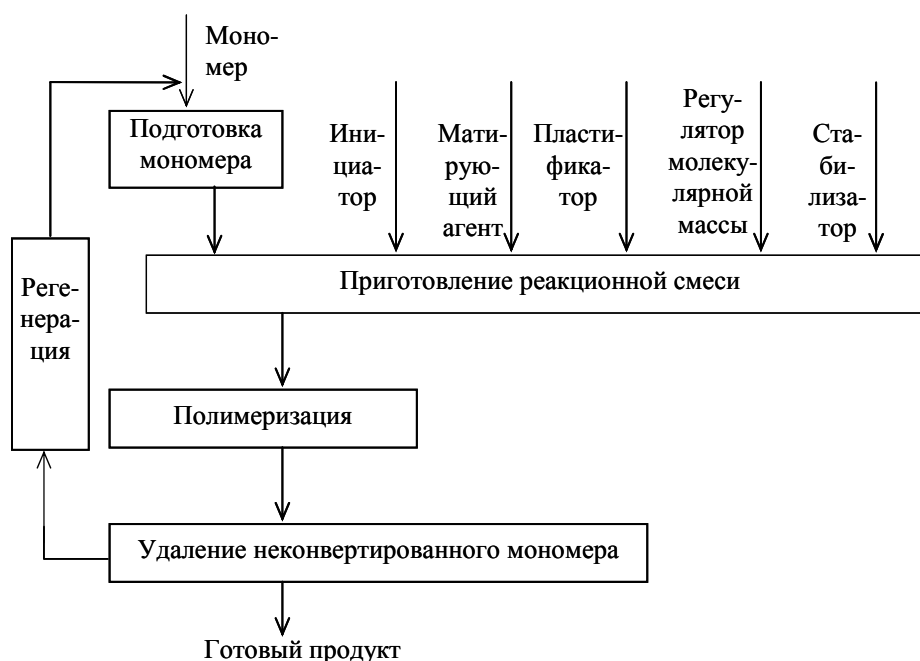 Моно-
мер
Подготовка
мономера
Ини-
циа-
тор
Мати-
рую-
щий
агент
Пласти-
фика-
тор
Регу-
лятор
молеку-
лярной
массы
Ста-
би-
лиза-
тор
Приготовление реакционной смеси
Реге-
нера-
ция
Полимеризация
Удаление неконвертированного мономера
Готовый продукт